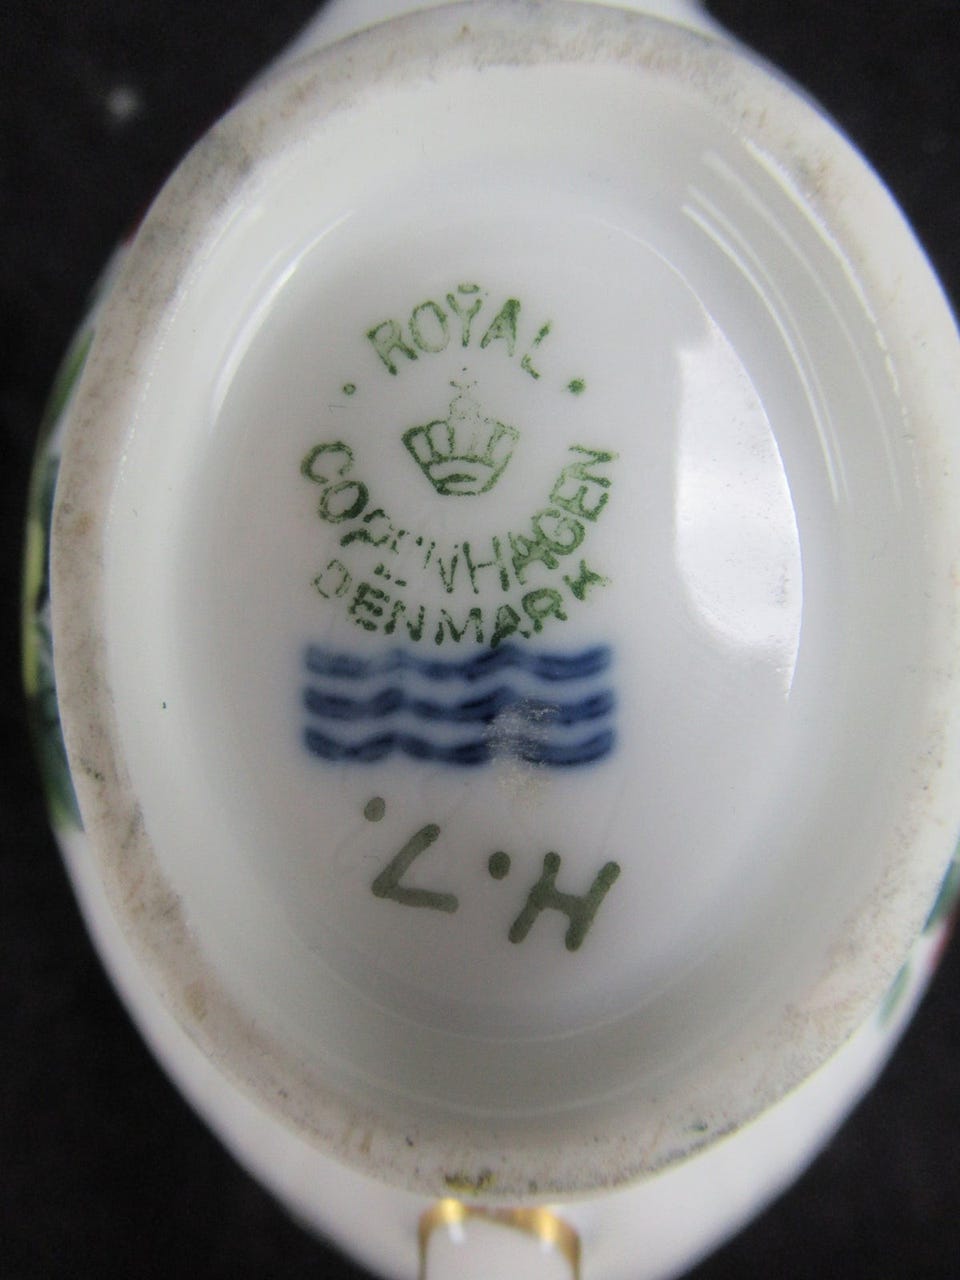 ROYAL
COPENHAGEN
DENMARK
H.7.